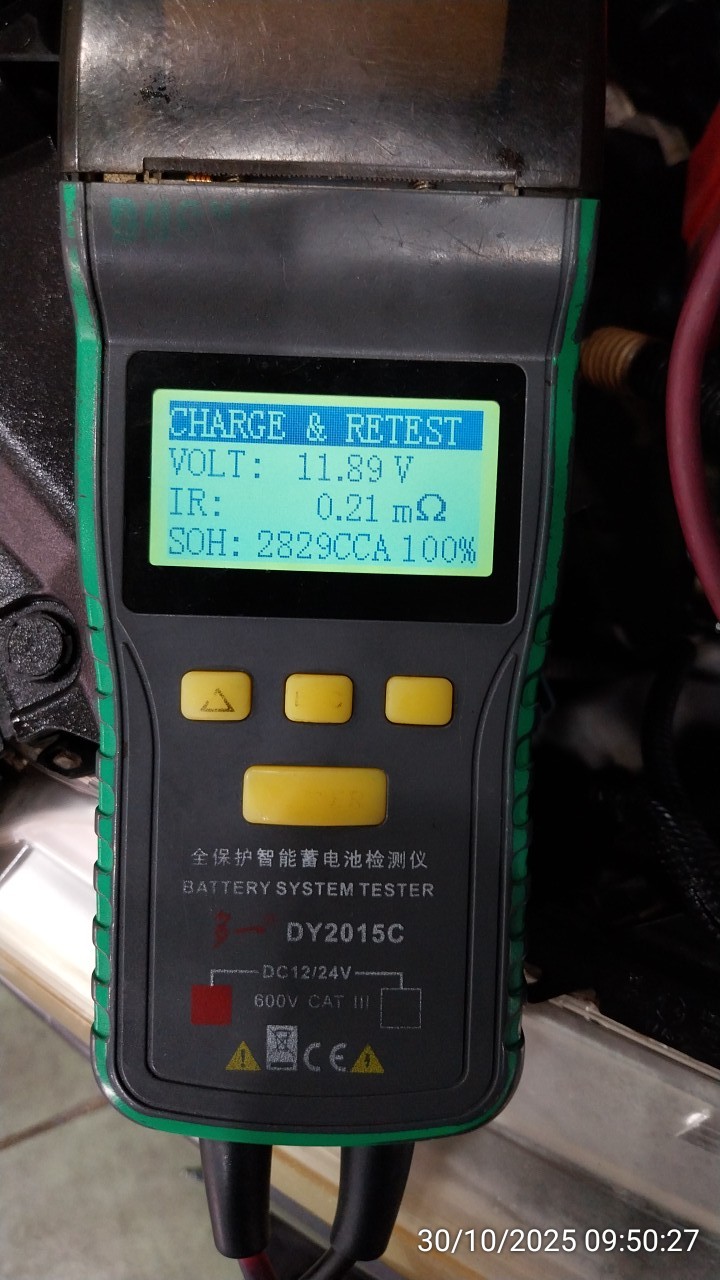 CHARGE & RETEST
VOLT: 11.89 V
IR: 0.21 mΩ
SOH: 2829CCA 100%
全保护智能蓄电池检测仪
BATTERY SYSTEM TESTER
DY2015C
DC12/24V
600V CAT III
CE
30/10/2025 09:50:27